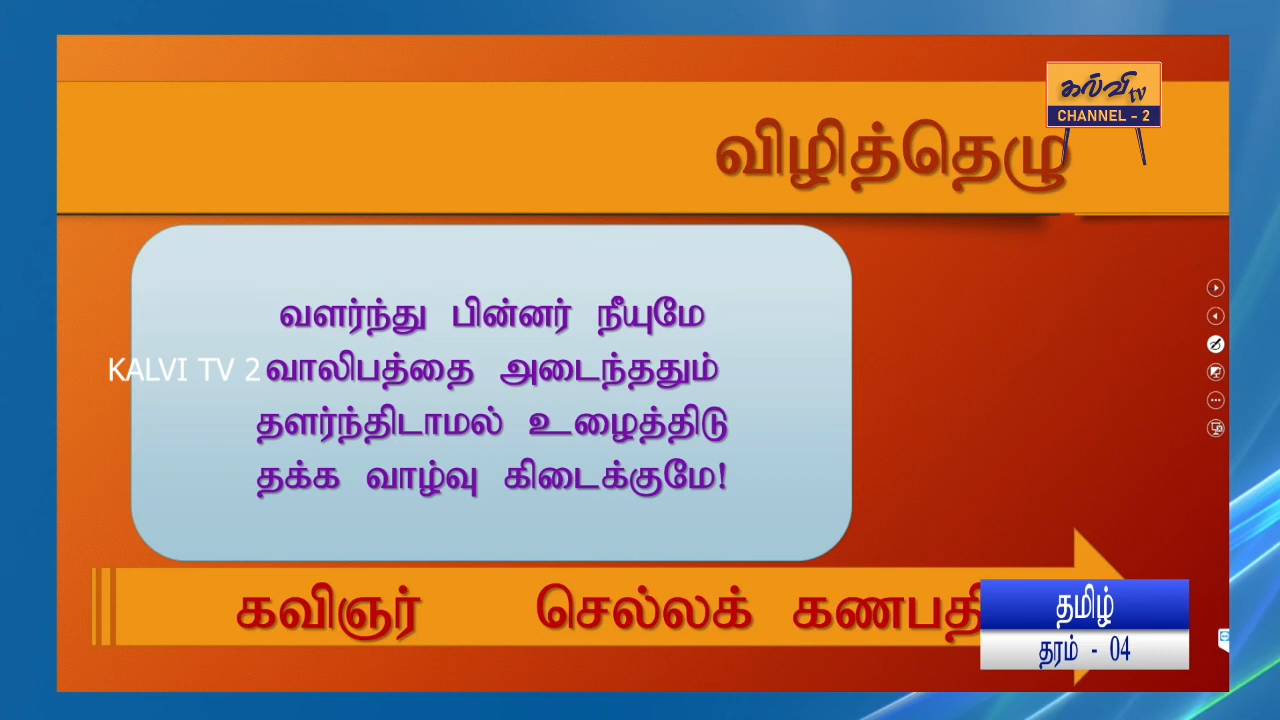 கல்வி tv
CHANNEL - 2
விழித்தெழு
வளர்ந்து பின்னர் நீயுமே
KALVI TV 2
வாலிபத்தை அடைந்ததும்
தளர்ந்திடாமல் உழைத்திடு
தக்க வாழ்வு கிடைக்குமே!
கவிஞர் செல்லக் கணபதி
தமிழ்
தரம் - 04